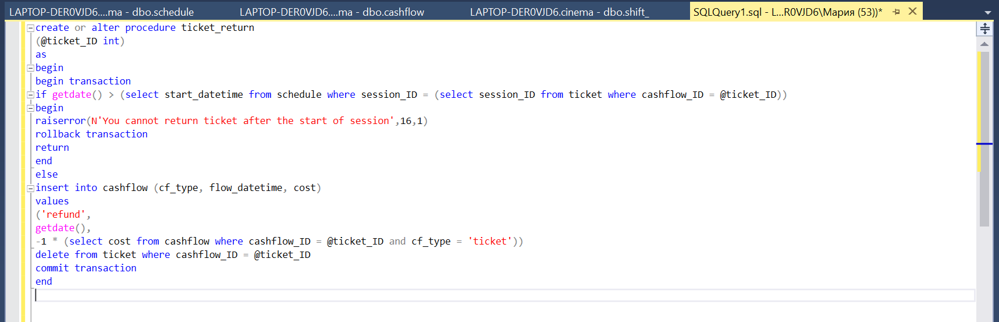 LAPTOP-DER0VJD6....ma - dbo.schedule LAPTOP-DER0VJD6....ma - dbo.cashflow LAPTOP-DER0VJD6.cinema - dbo.shift_ SQLQuery1.sql - L...R0VJD6\Мария (53))*
create or alter procedure ticket_return
(@ticket_ID int)
as
begin
begin transaction
if getdate() > (select start_datetime from schedule where session_ID = (select session_ID from ticket where cashflow_ID = @ticket_ID))
begin
raiserror(N'You cannot return ticket after the start of session',16,1)
rollback transaction
return
end
else
insert into cashflow (cf_type, flow_datetime, cost)
values
('refund',
getdate(),
-1 * (select cost from cashflow where cashflow_ID = @ticket_ID and cf_type = 'ticket'))
delete from ticket where cashflow_ID = @ticket_ID
commit transaction
end